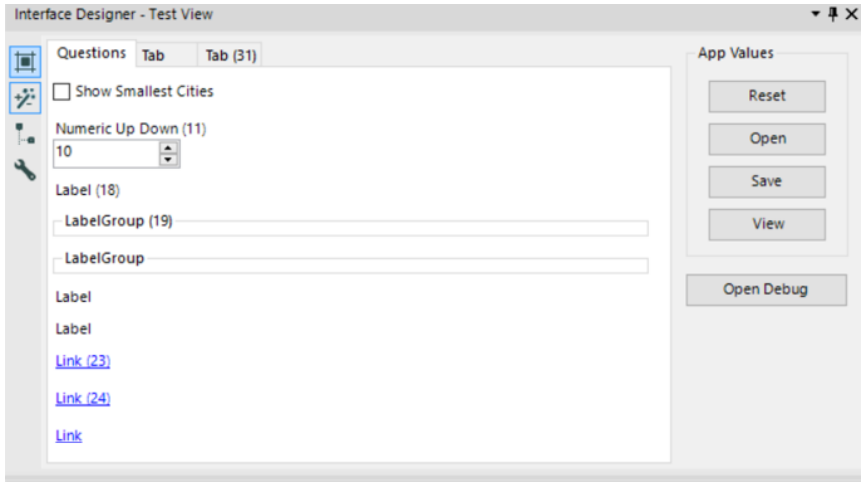 Interface Designer - Test View
Questions Tab Tab (31)
Show Smallest Cities
Numeric Up Down (11)
10
Label (18)
LabelGroup (19)
LabelGroup
Label
Label
Link (23)
Link (24)
Link
App Values
Reset
Open
Save
View
Open Debug